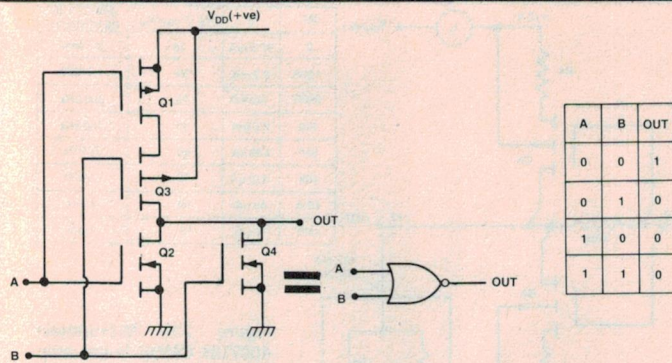 V_DD(+ve)
Q1
Q3
OUT
Q2
Q4
A
B
A
B
OUT
A B OUT
0 0 1
0 1 0
1 0 0
1 1 0